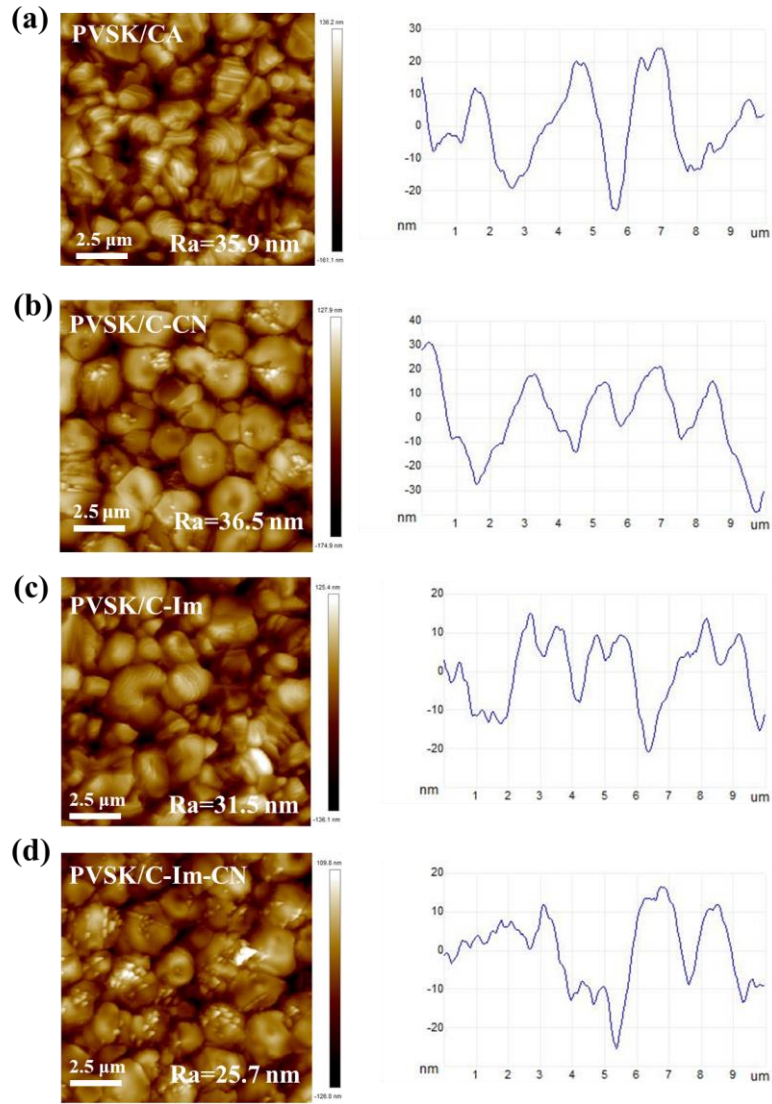 (a)
PVSK/CA
2.5 μm
Ra=35.9 nm
136.2 nm
-161.1 nm
30
20
10
0
-10
-20
nm 1 2 3 4 5 6 7 8 9 um
(b)
PVSK/C-CN
2.5 μm
Ra=36.5 nm
127.9 nm
-174.9 nm
40
30
20
10
0
-10
-20
-30
nm 1 2 3 4 5 6 7 8 9 um
(c)
PVSK/C-Im
2.5 μm
Ra=31.5 nm
125.4 nm
-136.1 nm
20
10
0
-10
-20
nm 1 2 3 4 5 6 7 8 9 um
(d)
PVSK/C-Im-CN
2.5 μm
Ra=25.7 nm
20
10
0
-10
-20
nm 1 2 3 4 5 6 7 8 9 um